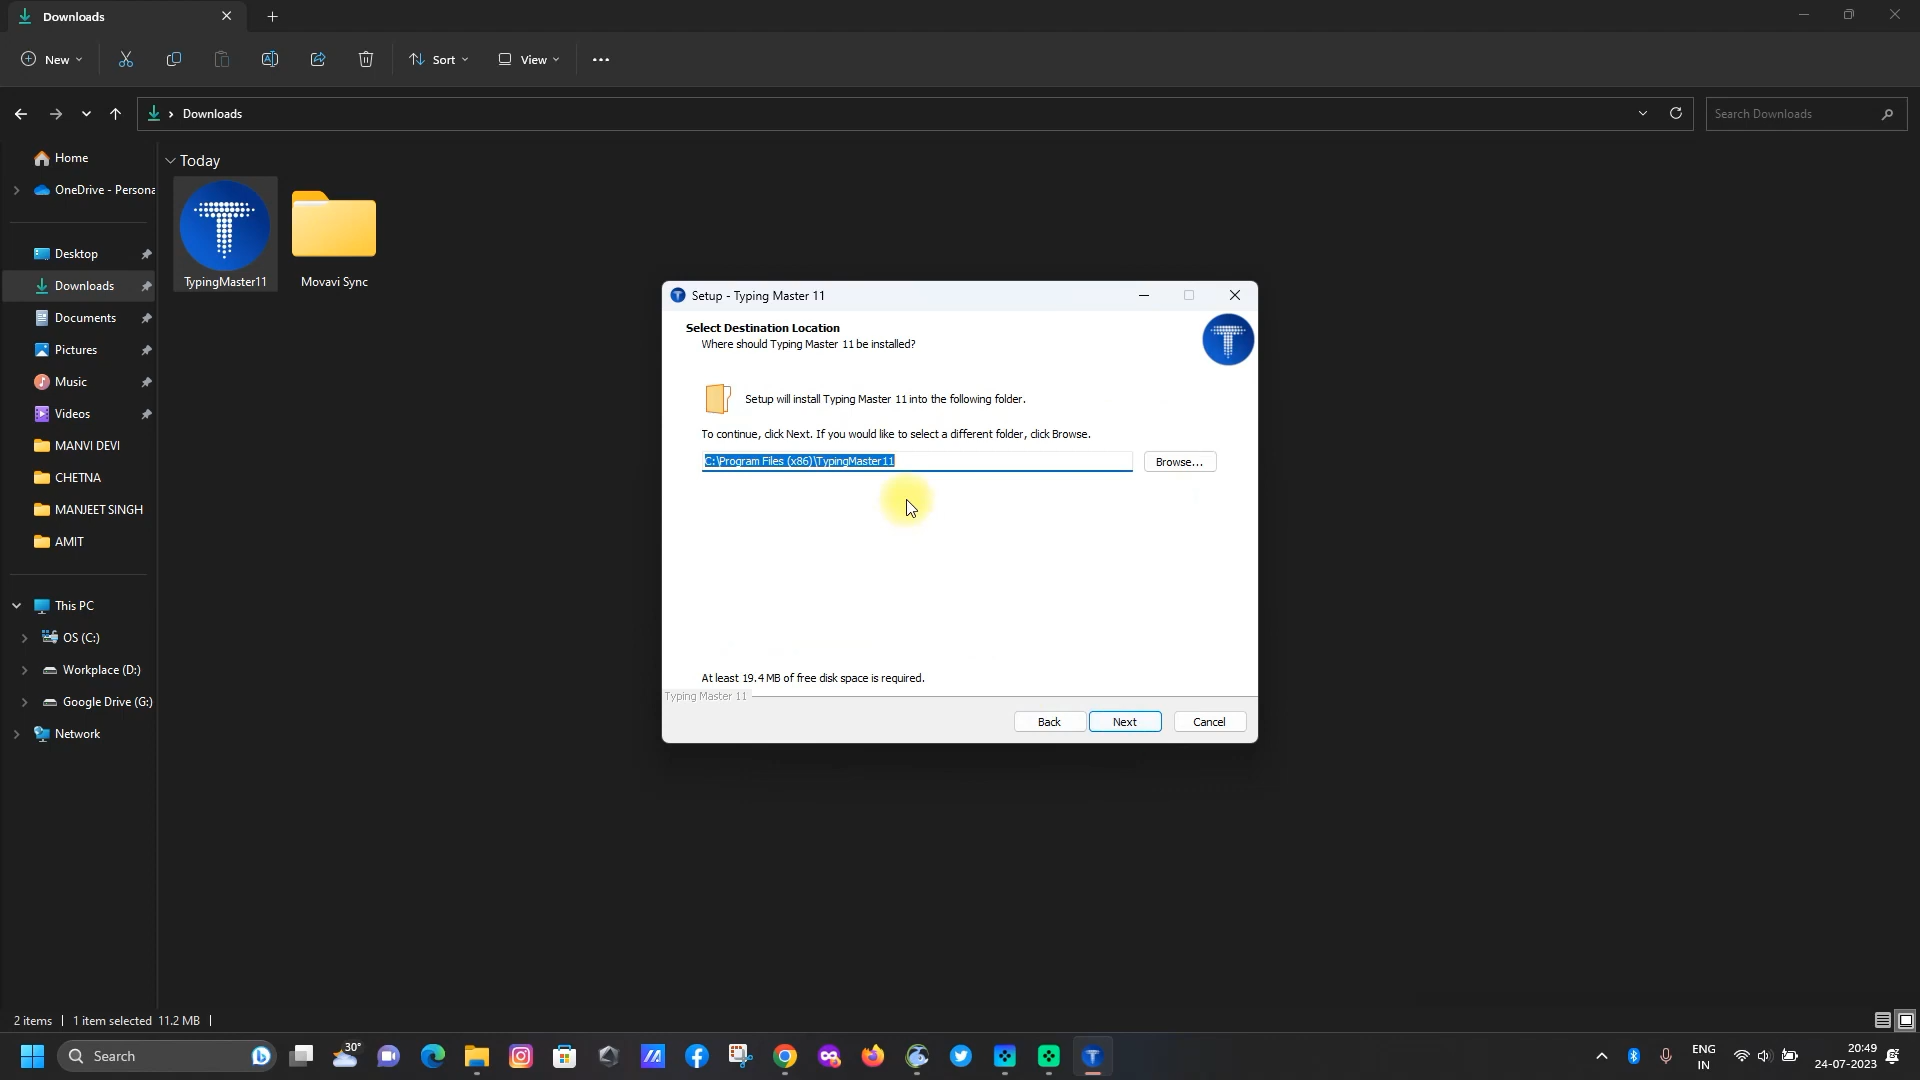 Downloads
New
Sort
View
Downloads
Search Downloads
Home
OneDrive - Persona
Desktop
Downloads
Documents
Pictures
Music
Videos
MANVI DEVI
CHETNA
MANJEET SINGH
AMIT
This PC
OS (C:)
Workplace (D:)
Google Drive (G:)
Network
Today
TypingMaster11
Movavi Sync
Setup - Typing Master 11
Select Destination Location
Where should Typing Master 11 be installed?
Setup will install Typing Master 11 into the following folder.
To continue, click Next. If you would like to select a different folder, click Browse.
C:\Program Files (x86)\TypingMaster11
Browse...
At least 19.4 MB of free disk space is required.
Typing Master 11
Back
Next
Cancel
2 items
1 item selected 11.2 MB
Search
30°
ENG
IN
20:49
24-07-2023